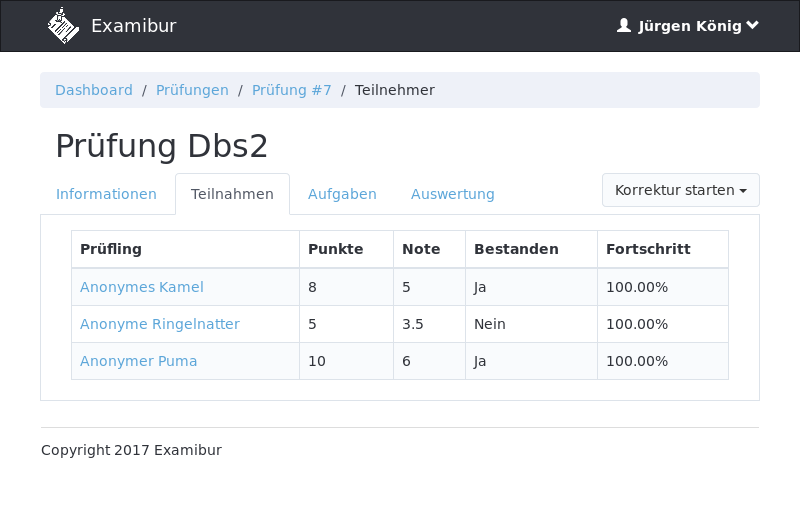 Examibur
Jürgen König
Dashboard / Prüfungen / Prüfung #7 / Teilnehmer
Prüfung Dbs2
Informationen Teilnahmen Aufgaben Auswertung Korrektur starten
Prüfling Punkte Note Bestanden Fortschritt
Anonymes Kamel 8 5 Ja 100.00%
Anonyme Ringelnatter 5 3.5 Nein 100.00%
Anonymer Puma 10 6 Ja 100.00%
Copyright 2017 Examibur